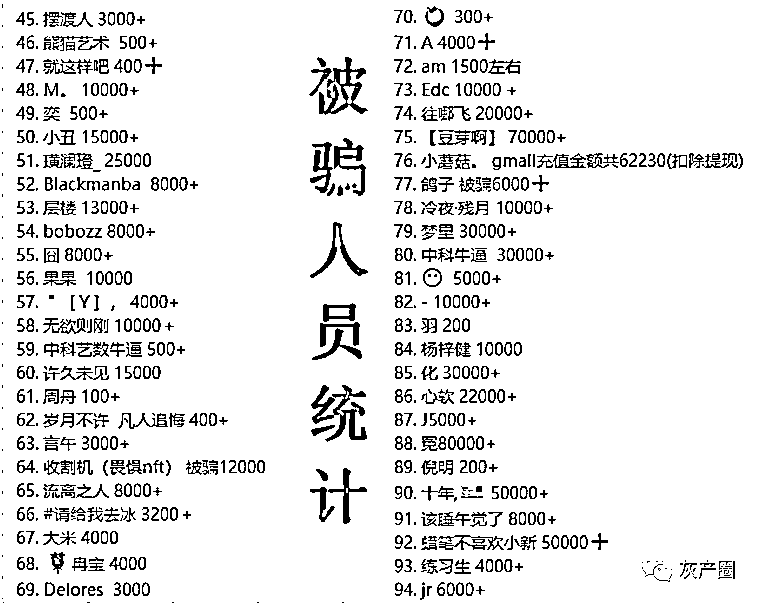 45. 摆渡人 3000+
46. 熊猫艺术 500+
47. 就这样吧 400+
48. M。 10000+
49. 奕 500+
50. 小丑 15000+
51. 璜润璒_ 25000
52. Blackmanba 8000+
53. 层楼 13000+
54. bobozz 8000+
55. 囧 8000+
56. 果果 10000
57. " [Y] ， 4000+
58. 无欲则刚 10000 +
59. 中科艺数牛逼 500+
60. 许久未见 15000
61. 周舟 100+
62. 岁月不许 凡人追悔 400+
63. 言午 3000+
64. 收割机（畏惧nft） 被骗12000
65. 流离之人 8000+
66. #请给我去冰 3200 +
67. 大米 4000
68. 冉宝 4000
69. Delores 3000
被骗人员统计
70. 300+
71. A 4000+
72. am 1500左右
73. Edc 10000 +
74. 往哪飞 20000+
75. 【豆芽啊】 70000+
76. 小蘑菇。 gmall充值金额共62230(扣除提现)
77. 鸽子 被骗6000+
78. 冷夜·残月 10000+
79. 梦里 30000+
80. 中科牛逼 30000+
81. 5000+
82. - 10000+
83. 羽 200
84. 杨梓健 10000
85. 化 30000+
86. 心软 22000+
87. J5000+
88. 冤80000+
89. 倪明 200+
90. 十年, 50000+
91. 该睡午觉了 8000+
92. 蜡笔不喜欢小新 50000+
93. 练习生 4000+
94. jr 6000+
灰产圈